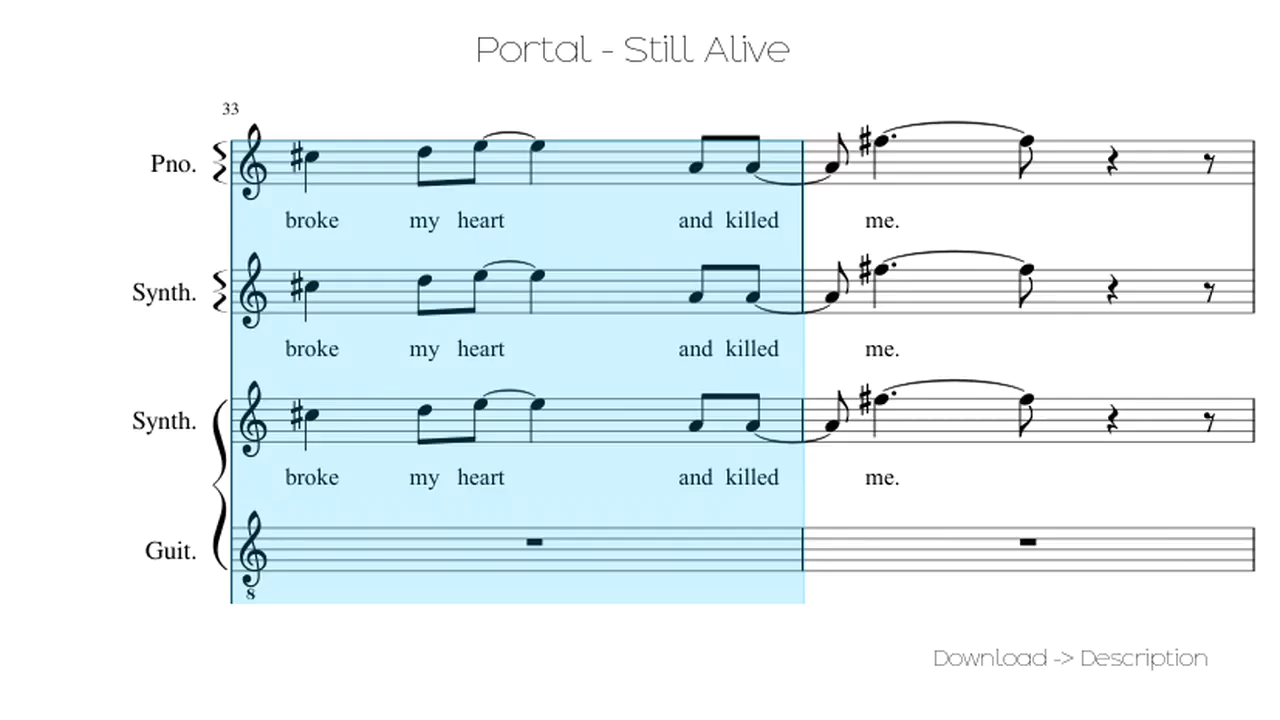 Portal - Still Alive
33
Pno.
broke my heart and killed me.
Synth.
broke my heart and killed me.
Synth.
broke my heart and killed me.
Guit.
8
Download -> Description